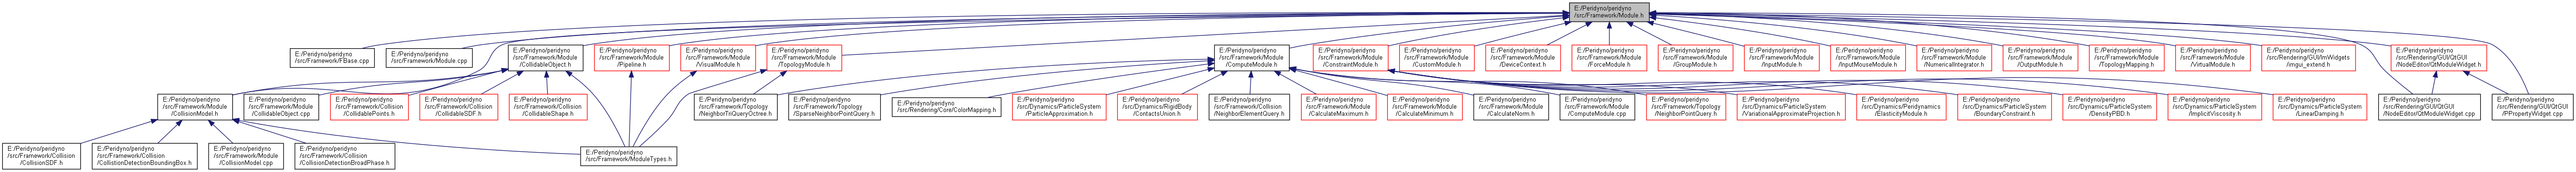 E:/Peridyno/peridyno
/src/Framework/Module.h
E:/Peridyno/peridyno
/src/Framework/FBase.cpp
E:/Peridyno/peridyno
/src/Framework/Module.cpp
E:/Peridyno/peridyno
/src/Framework/Module
/CollidableObject.h
E:/Peridyno/peridyno
/src/Framework/Module
/Pipeline.h
E:/Peridyno/peridyno
/src/Framework/Module
/VisualModule.h
E:/Peridyno/peridyno
/src/Framework/Module
/TopologyModule.h
E:/Peridyno/peridyno
/src/Framework/Module
/ComputeModule.h
E:/Peridyno/peridyno
/src/Framework/Module
/ConstraintModule.h
E:/Peridyno/peridyno
/src/Framework/Module
/CustomModule.h
E:/Peridyno/peridyno
/src/Framework/Module
/DeviceContext.h
E:/Peridyno/peridyno
/src/Framework/Module
/ForceModule.h
E:/Peridyno/peridyno
/src/Framework/Module
/GroupModule.h
E:/Peridyno/peridyno
/src/Framework/Module
/InputModule.h
E:/Peridyno/peridyno
/src/Framework/Module
/InputMouseModule.h
E:/Peridyno/peridyno
/src/Framework/Module
/NumericalIntegrator.h
E:/Peridyno/peridyno
/src/Framework/Module
/OutputModule.h
E:/Peridyno/peridyno
/src/Framework/Module
/TopologyMapping.h
E:/Peridyno/peridyno
/src/Framework/Module
/VirtualModule.h
E:/Peridyno/peridyno
/src/Rendering/GUI/ImWidgets
/imgui_extend.h
E:/Peridyno/peridyno
/src/Rendering/GUI/QtGUI
/NodeEditor/QtModuleWidget.h
E:/Peridyno/peridyno
/src/Framework/Module
/CollisionModel.h
E:/Peridyno/peridyno
/src/Framework/Module
/CollidableObject.cpp
E:/Peridyno/peridyno
/src/Framework/Collision
/CollidablePoints.h
E:/Peridyno/peridyno
/src/Framework/Collision
/CollidableSDF.h
E:/Peridyno/peridyno
/src/Framework/Collision
/CollidableShape.h
E:/Peridyno/peridyno
/src/Framework/Topology
/NeighborTriQueryOctree.h
E:/Peridyno/peridyno
/src/Framework/Topology
/SparseNeighborPointQuery.h
E:/Peridyno/peridyno
/src/Rendering/Core/ColorMapping.h
E:/Peridyno/peridyno
/src/Dynamics/ParticleSystem
/ParticleApproximation.h
E:/Peridyno/peridyno
/src/Dynamics/RigidBody
/ContactsUnion.h
E:/Peridyno/peridyno
/src/Framework/Collision
/NeighborElementQuery.h
E:/Peridyno/peridyno
/src/Framework/Module
/CalculateMaximum.h
E:/Peridyno/peridyno
/src/Framework/Module
/CalculateMinimum.h
E:/Peridyno/peridyno
/src/Framework/Module
/CalculateNorm.h
E:/Peridyno/peridyno
/src/Framework/Module
/ComputeModule.cpp
E:/Peridyno/peridyno
/src/Framework/Topology
/NeighborPointQuery.h
E:/Peridyno/peridyno
/src/Dynamics/ParticleSystem
/VariationalApproximateProjection.h
E:/Peridyno/peridyno
/src/Dynamics/Peridynamics
/ElasticityModule.h
E:/Peridyno/peridyno
/src/Dynamics/ParticleSystem
/BoundaryConstraint.h
E:/Peridyno/peridyno
/src/Dynamics/ParticleSystem
/DensityPBD.h
E:/Peridyno/peridyno
/src/Dynamics/ParticleSystem
/ImplicitViscosity.h
E:/Peridyno/peridyno
/src/Dynamics/ParticleSystem
/LinearDamping.h
E:/Peridyno/peridyno
/src/Rendering/GUI/QtGUI
/NodeEditor/QtModuleWidget.cpp
E:/Peridyno/peridyno
/src/Rendering/GUI/QtGUI
/PPropertyWidget.cpp
E:/Peridyno/peridyno
/src/Framework/Collision
/CollisionSDF.h
E:/Peridyno/peridyno
/src/Framework/Collision
/CollistionDetectionBoundingBox.h
E:/Peridyno/peridyno
/src/Framework/Module
/CollisionModel.cpp
E:/Peridyno/peridyno
/src/Framework/Collision
/CollisionDetectionBroadPhase.h
E:/Peridyno/peridyno
/src/Framework/ModuleTypes.h